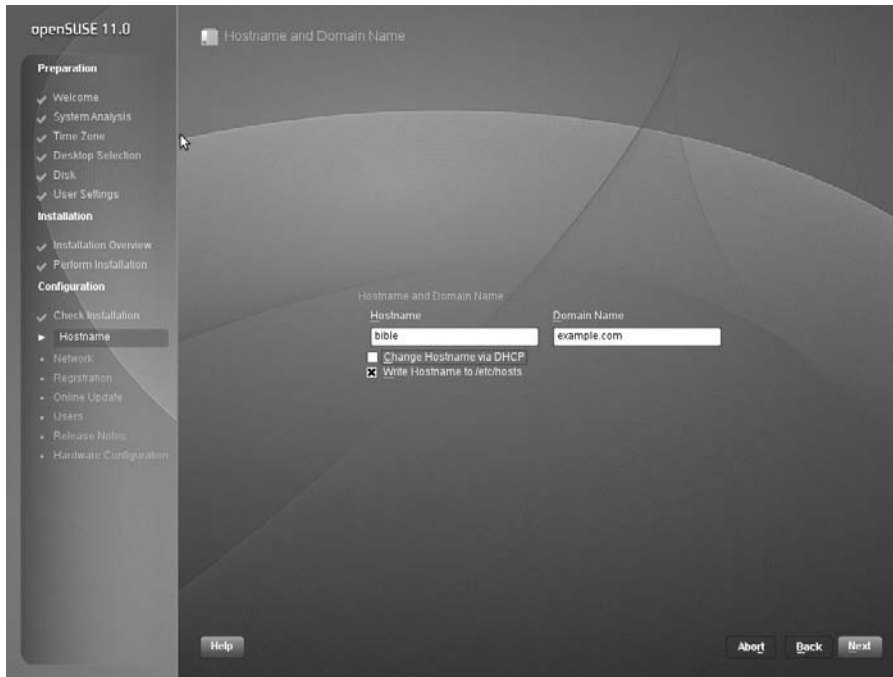 openSUSE 11.0
Preparation
Welcome
System Analysis
Time Zone
Desktop Selection
Disk
User Settings
Installation
Installation Overview
Perform Installation
Configuration
Check Installation
Hostname
Network
Registration
Online Update
Users
Release Notes
Hardware Configuration
Hostname and Domain Name
Hostname and Domain Name
Hostname Domain Name
bible example.com
Change Hostname via DHCP
Write Hostname to /etc/hosts
Help Abort Back Next